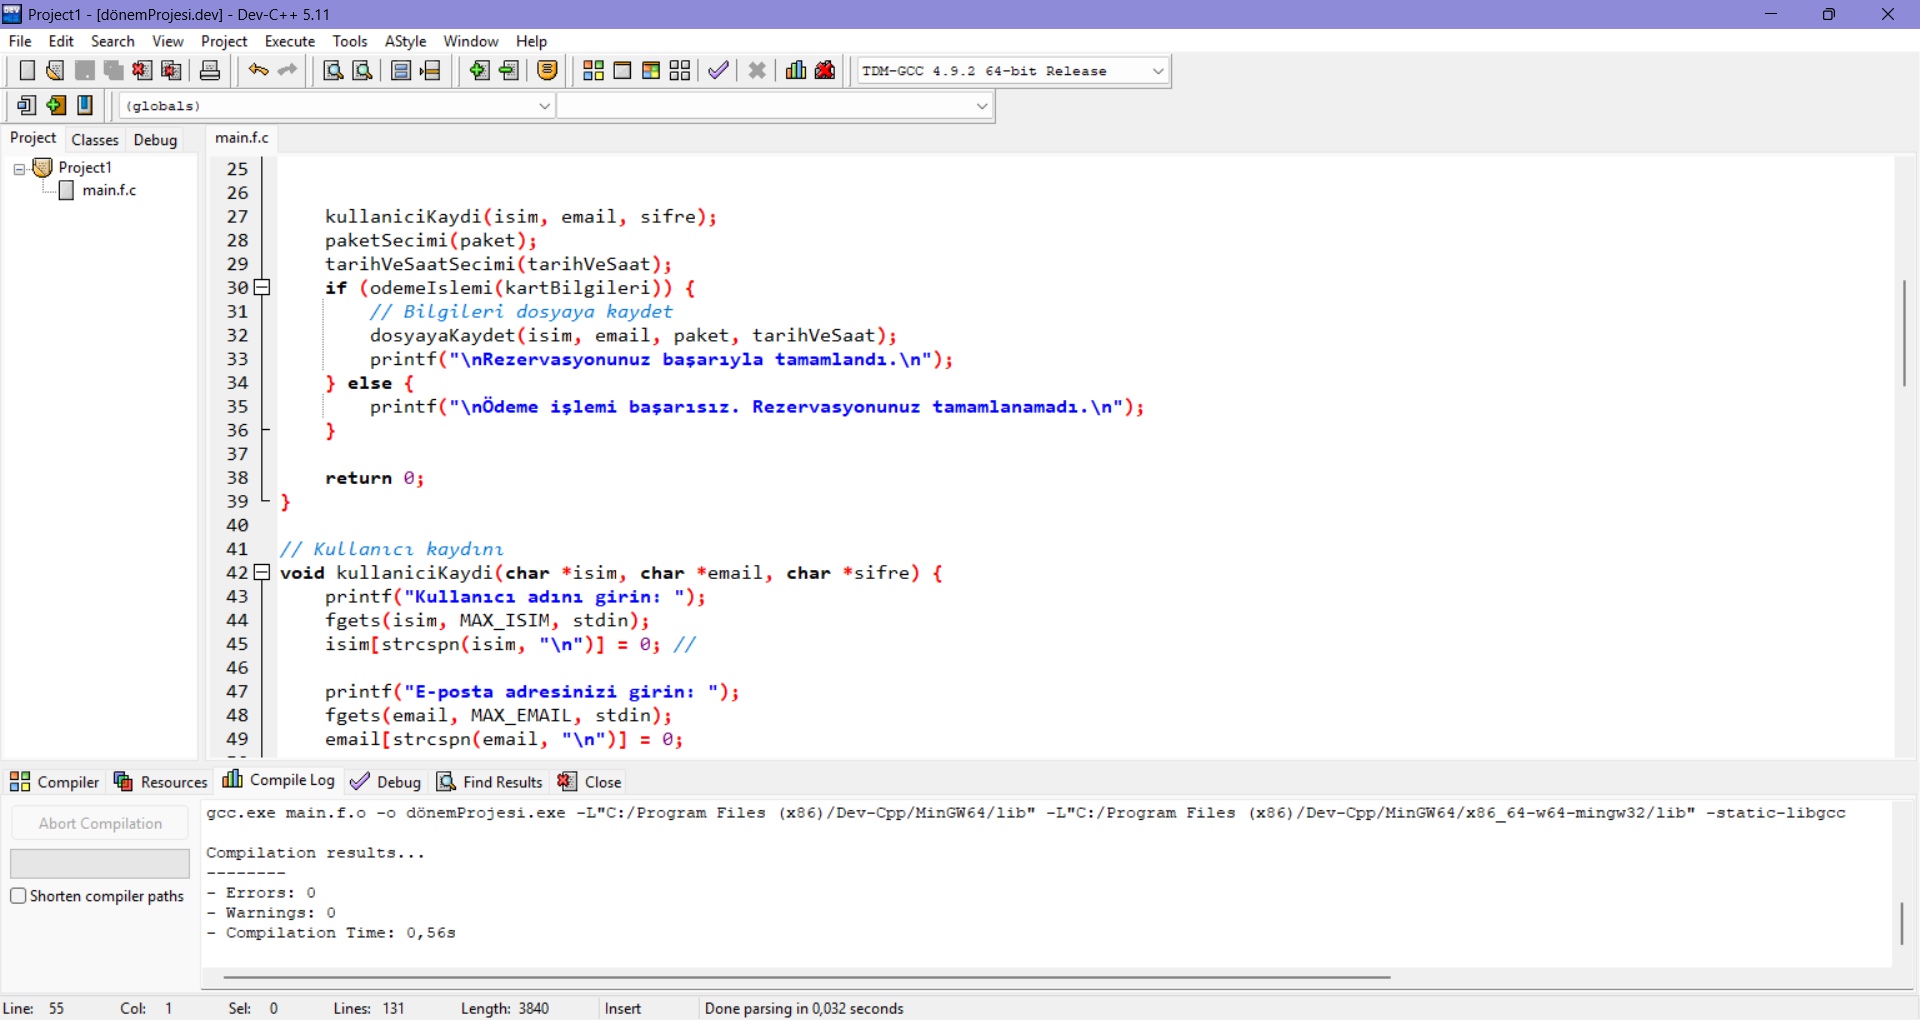 Project1 - [dönemProjesi.dev] - Dev-C++ 5.11
File Edit Search View Project Execute Tools AStyle Window Help
TDM-GCC 4.9.2 64-bit Release
(globals)
Project Classes Debug
main.f.c
Project1
main.f.c
25
26
27 kullaniciKaydi(isim, email, sifre);
28 paketSecimi(paket);
29 tarihVeSaatSecimi(tarihVeSaat);
30 if (odemeIslemi(kartBilgileri)) {
31 // Bilgileri dosyaya kaydet
32 dosyayaKaydet(isim, email, paket, tarihVeSaat);
33 printf("\nRezervasyonunuz başarıyla tamamlandı.\n");
34 } else {
35 printf("\nÖdeme işlemi başarısız. Rezervasyonunuz tamamlanamadı.\n");
36 }
37
38 return 0;
39 }
40
41 // Kullanıcı kaydını
42 void kullaniciKaydi(char *isim, char *email, char *sifre) {
43 printf("Kullanıcı adını girin: ");
44 fgets(isim, MAX_ISIM, stdin);
45 isim[strcspn(isim, "\n")] = 0; //
46
47 printf("E-posta adresinizi girin: ");
48 fgets(email, MAX_EMAIL, stdin);
49 email[strcspn(email, "\n")] = 0;
Compiler Resources Compile Log Debug Find Results Close
Abort Compilation
Shorten compiler paths
gcc.exe main.f.o -o dönemProjesi.exe -L"C:/Program Files (x86)/Dev-Cpp/MinGW64/lib" -L"C:/Program Files (x86)/Dev-Cpp/MinGW64/x86_64-w64-mingw32/lib" -static-libgcc
Compilation results...
--------
- Errors: 0
- Warnings: 0
- Compilation Time: 0,56s
Line: 55 Col: 1 Sel: 0 Lines: 131 Length: 3840 Insert Done parsing in 0,032 seconds